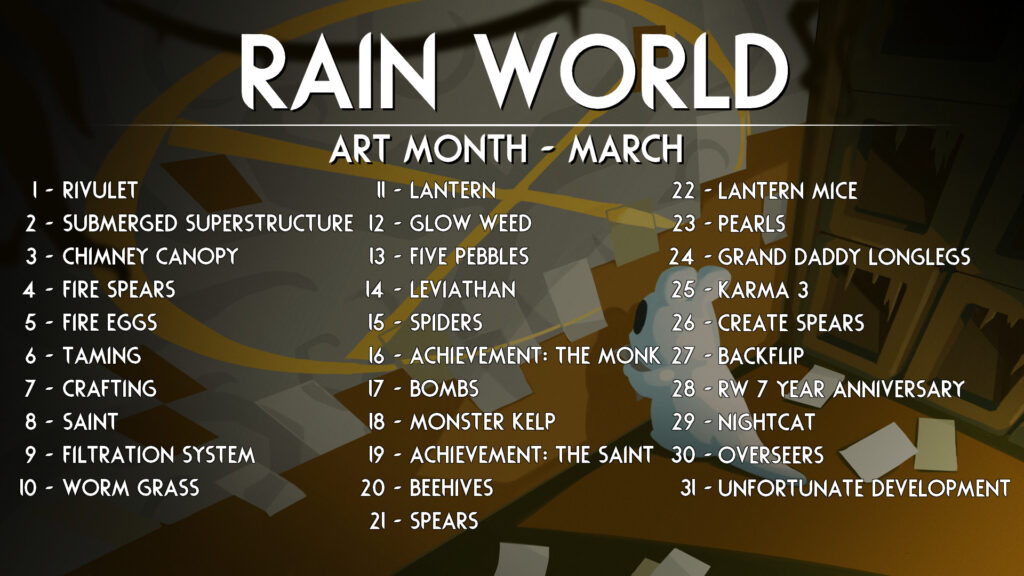 RAIN WORLD
ART MONTH - MARCH
1 - RIVULET
2 - SUBMERGED SUPERSTRUCTURE
3 - CHIMNEY CANOPY
4 - FIRE SPEARS
5 - FIRE EGGS
6 - TAMING
7 - CRAFTING
8 - SAINT
9 - FILTRATION SYSTEM
10 - WORM GRASS
11 - LANTERN
12 - GLOW WEED
13 - FIVE PEBBLES
14 - LEVIATHAN
15 - SPIDERS
16 - ACHIEVEMENT: THE MONK
17 - BOMBS
18 - MONSTER KELP
19 - ACHIEVEMENT: THE SAINT
20 - BEEHIVES
21 - SPEARS
22 - LANTERN MICE
23 - PEARLS
24 - GRAND DADDY LONGLEGS
25 - KARMA 3
26 - CREATE SPEARS
27 - BACKFLIP
28 - RW 7 YEAR ANNIVERSARY
29 - NIGHTCAT
30 - OVERSEERS
31 - UNFORTUNATE DEVELOPMENT